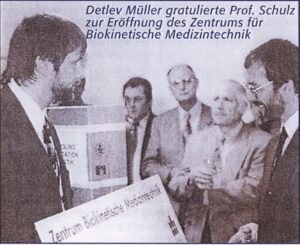 Detlev Müller gratulierte Prof. Schulz
zur Eröffnung des Zentrums für
Biokinetische Medizintechnik
Zentrum Biokinetische Medizintechnik